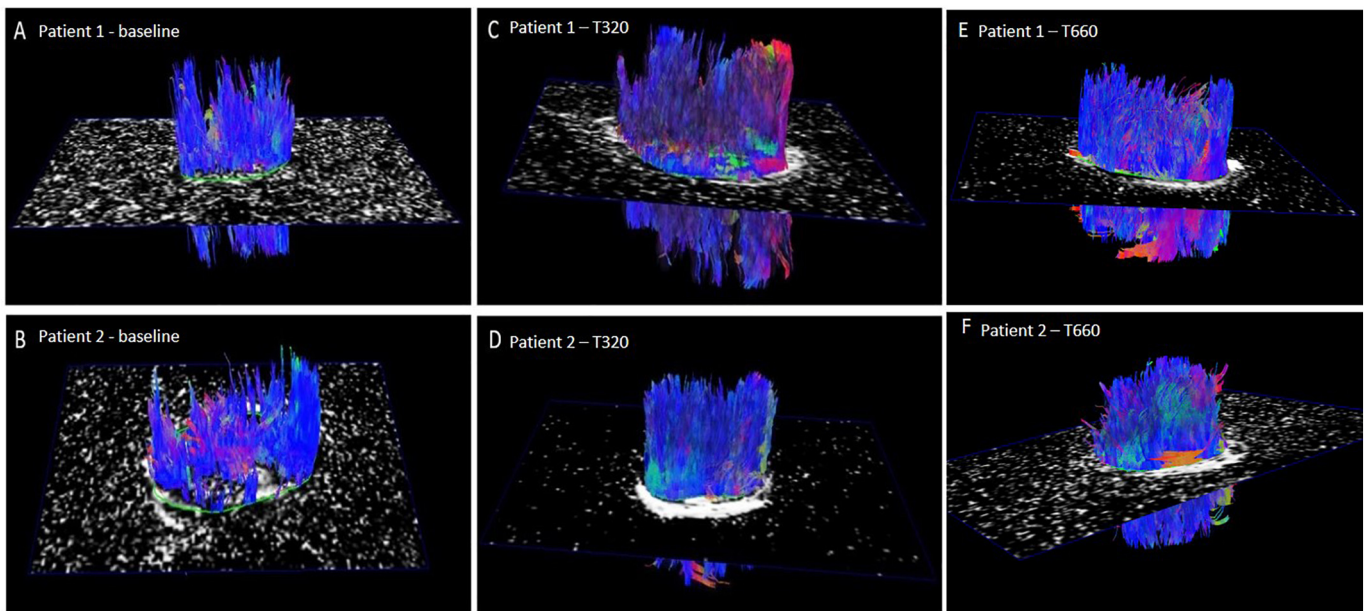 A Patient 1 - baseline
C Patient 1 – T320
E Patient 1 – T660
B Patient 2 - baseline
D Patient 2 – T320
F Patient 2 – T660